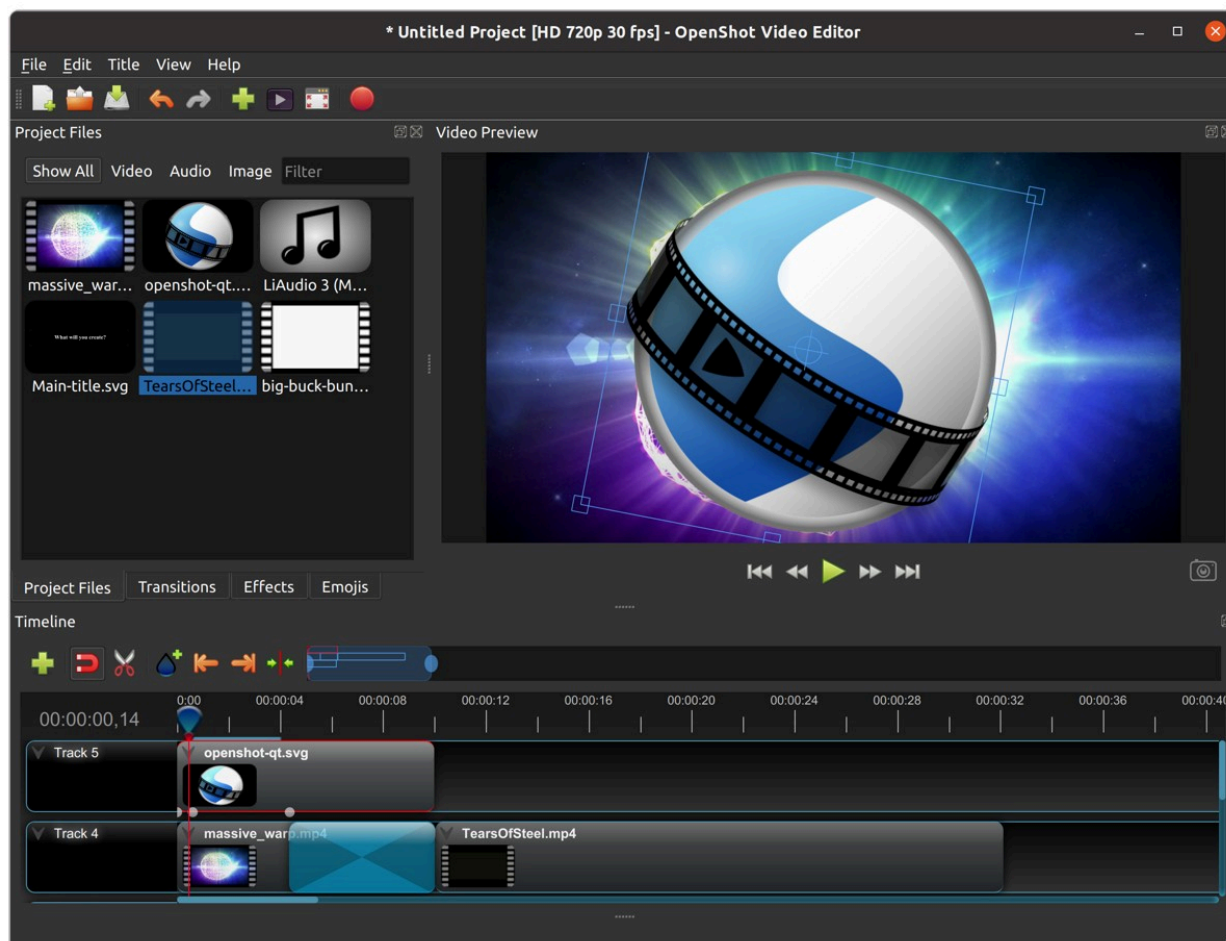 * Untitled Project [HD 720p 30 fps] - OpenShot Video Editor
File Edit Title View Help
Project Files
Video Preview
Show All Video Audio Image Filter
massive_war... openshot-qt.... LiAudio 3 (M...
What will you create?
Main-title.svg TearsOfSteel... big-buck-bun...
Project Files Transitions Effects Emojis
Timeline
0:00 00:00:04 00:00:08 00:00:12 00:00:16 00:00:20 00:00:24 00:00:28 00:00:32 00:00:36 00:00:40
00:00:00,14
Track 5 openshot-qt.svg
Track 4 massive_warp.mp4 TearsOfSteel.mp4